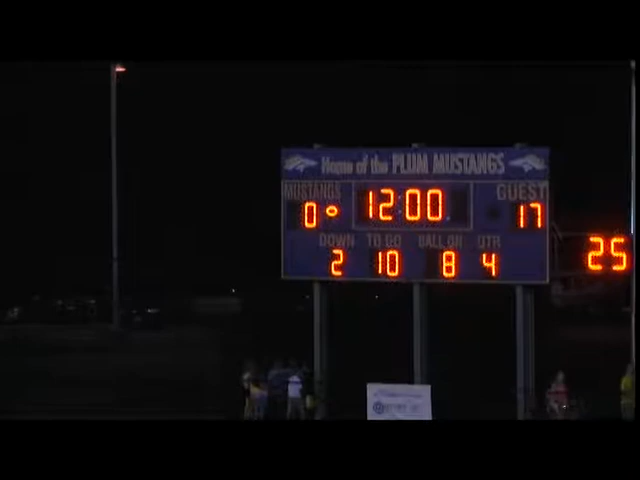 Home of the PLUM MUSTANGS
MUSTANGS 12:00 GUEST
0 17
DOWN TO GO BALL ON QTR
2 10 8 4
25